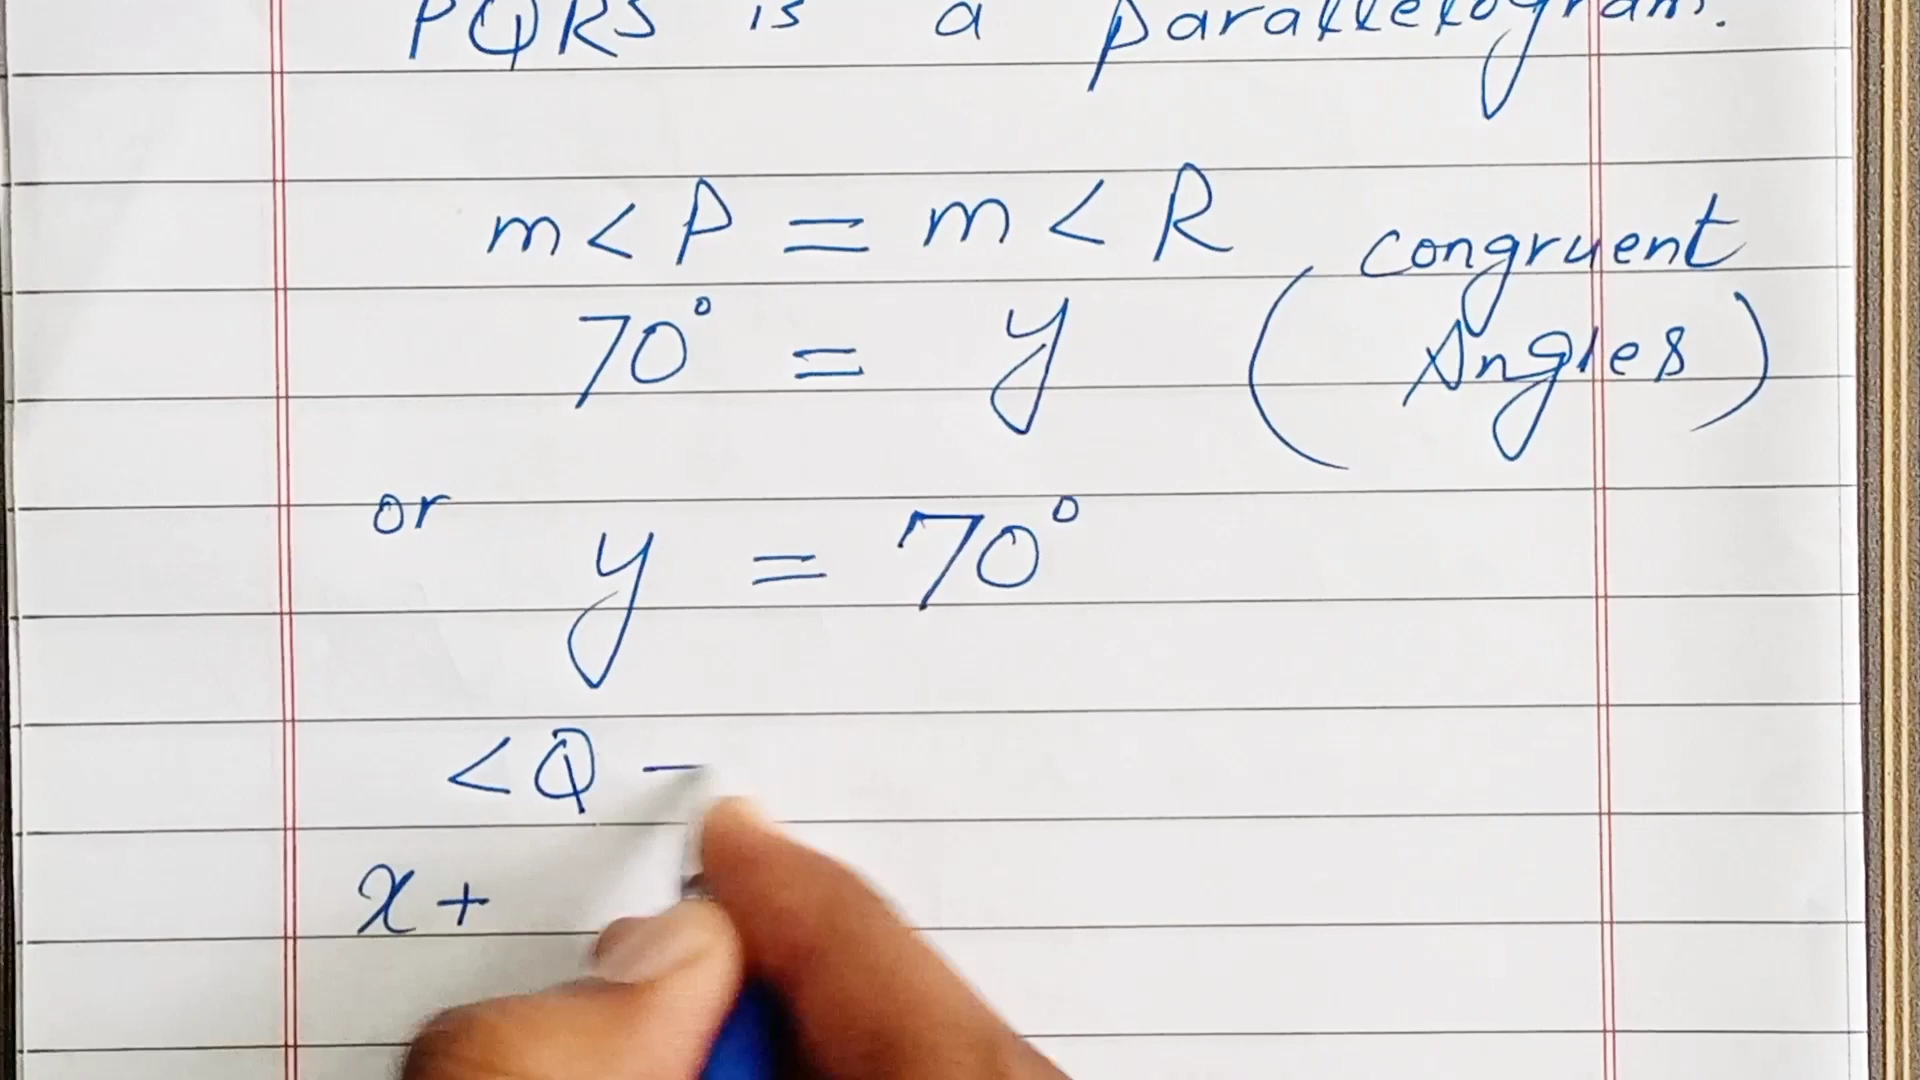 PQRS is a parallelogram.
m < P = m < R
70° = y (congruent Angles)
or y = 70°
< Q -
x +